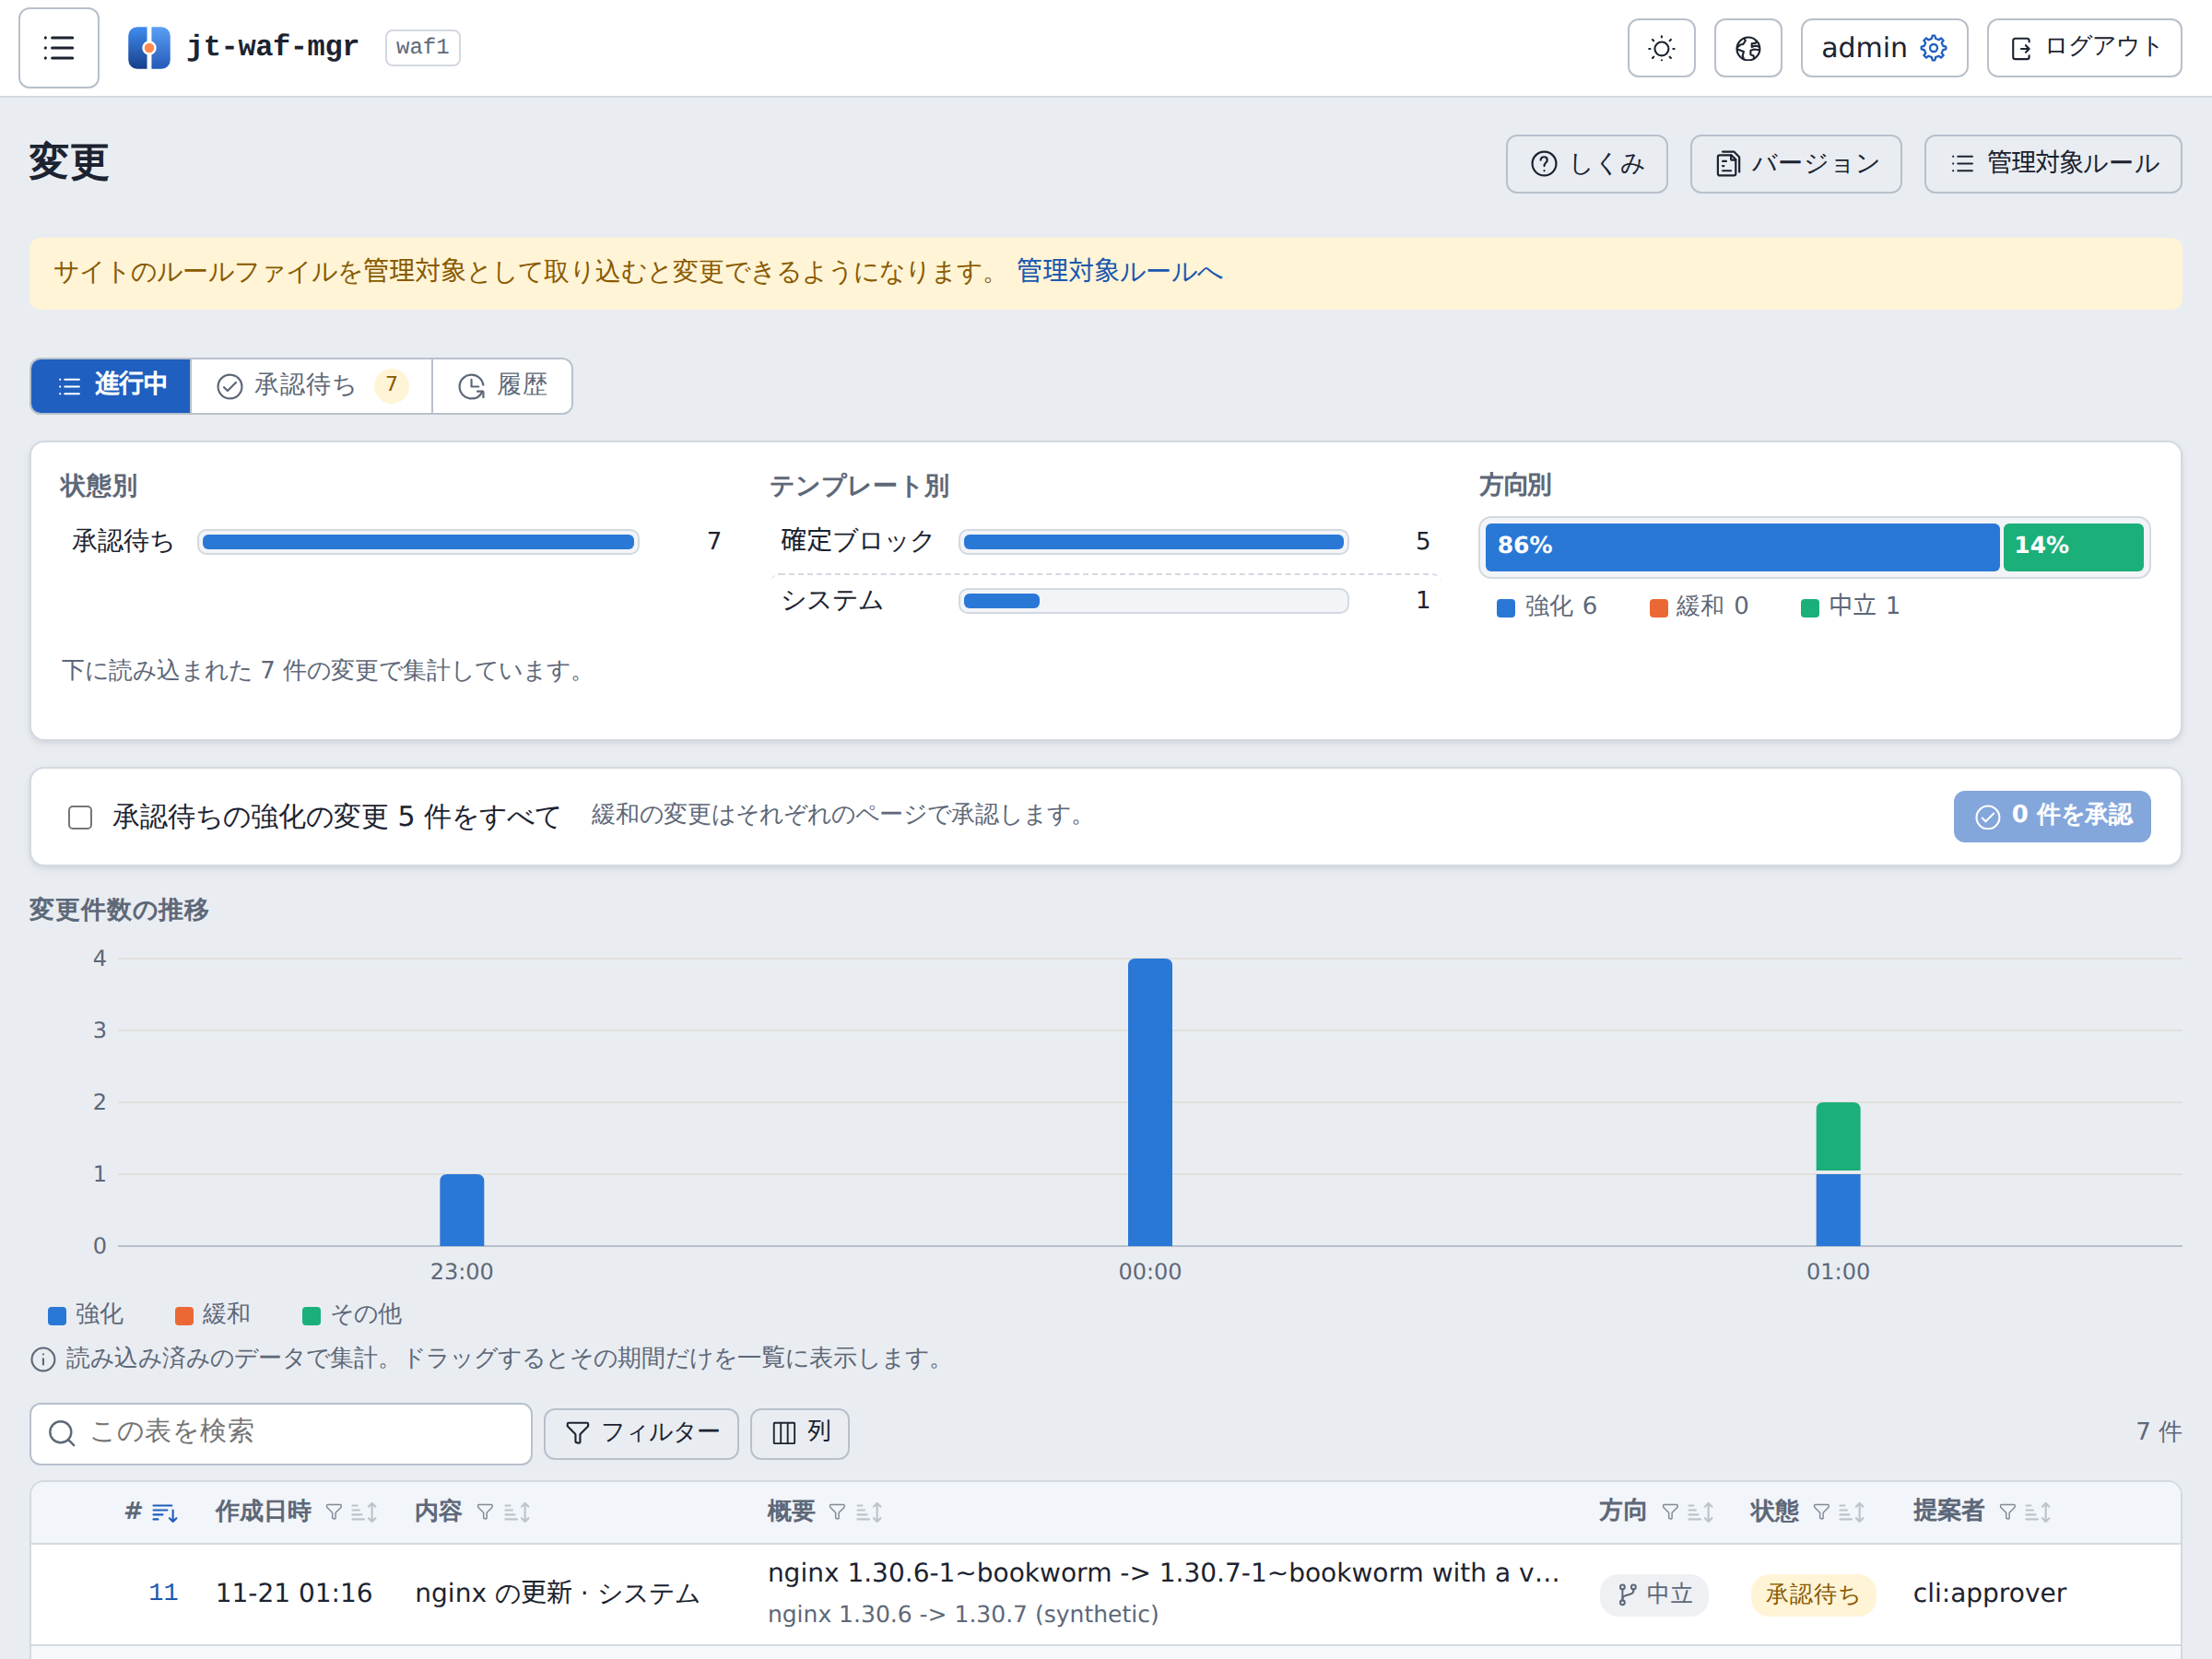 jt-waf-mgr waf1 admin ログアウト
変更 しくみ バージョン 管理対象ルール
サイトのルールファイルを管理対象として取り込むと変更できるようになります。 管理対象ルールへ
進行中 承認待ち 7 履歴
状態別 テンプレート別 方向別
承認待ち 7 確定ブロック 5 86% 14%
システム 1 強化 6 緩和 0 中立 1
下に読み込まれた 7 件の変更で集計しています。
承認待ちの強化の変更 5 件をすべて 緩和の変更はそれぞれのページで承認します。 0 件を承認
変更件数の推移
4
3
2
1
0
23:00 00:00 01:00
強化 緩和 その他
読み込み済みのデータで集計。ドラッグするとその期間だけを一覧に表示します。
この表を検索 フィルター 列 7 件
# 作成日時 内容 概要 方向 状態 提案者
11 11-21 01:16 nginx の更新 · システム nginx 1.30.6-1~bookworm -> 1.30.7-1~bookworm with a v… 中立 承認待ち cli:approver
nginx 1.30.6 -> 1.30.7 (synthetic)